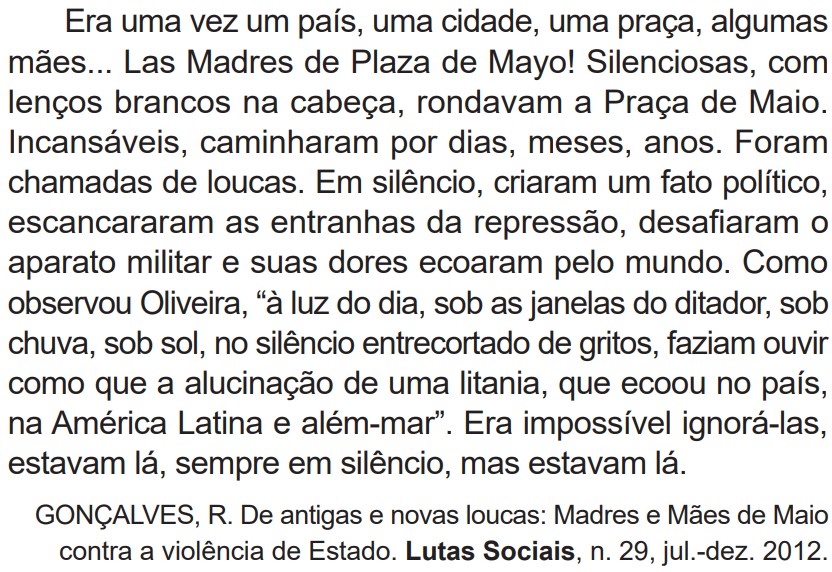 Era uma vez um país, uma cidade, uma praça, algumas
mães... Las Madres de Plaza de Mayo! Silenciosas, com
lenços brancos na cabeça, rondavam a Praça de Maio.
Incansáveis, caminharam por dias, meses, anos. Foram
chamadas de loucas. Em silêncio, criaram um fato político,
escancararam as entranhas da repressão, desafiaram o
aparato militar e suas dores ecoaram pelo mundo. Como
observou Oliveira, “à luz do dia, sob as janelas do ditador, sob
chuva, sob sol, no silêncio entrecortado de gritos, faziam ouvir
como que a alucinação de uma litania, que ecoou no país,
na América Latina e além-mar”. Era impossível ignorá-las,
estavam lá, sempre em silêncio, mas estavam lá.
GONÇALVES, R. De antigas e novas loucas: Madres e Mães de Maio
contra a violência de Estado. Lutas Sociais, n. 29, jul.-dez. 2012.